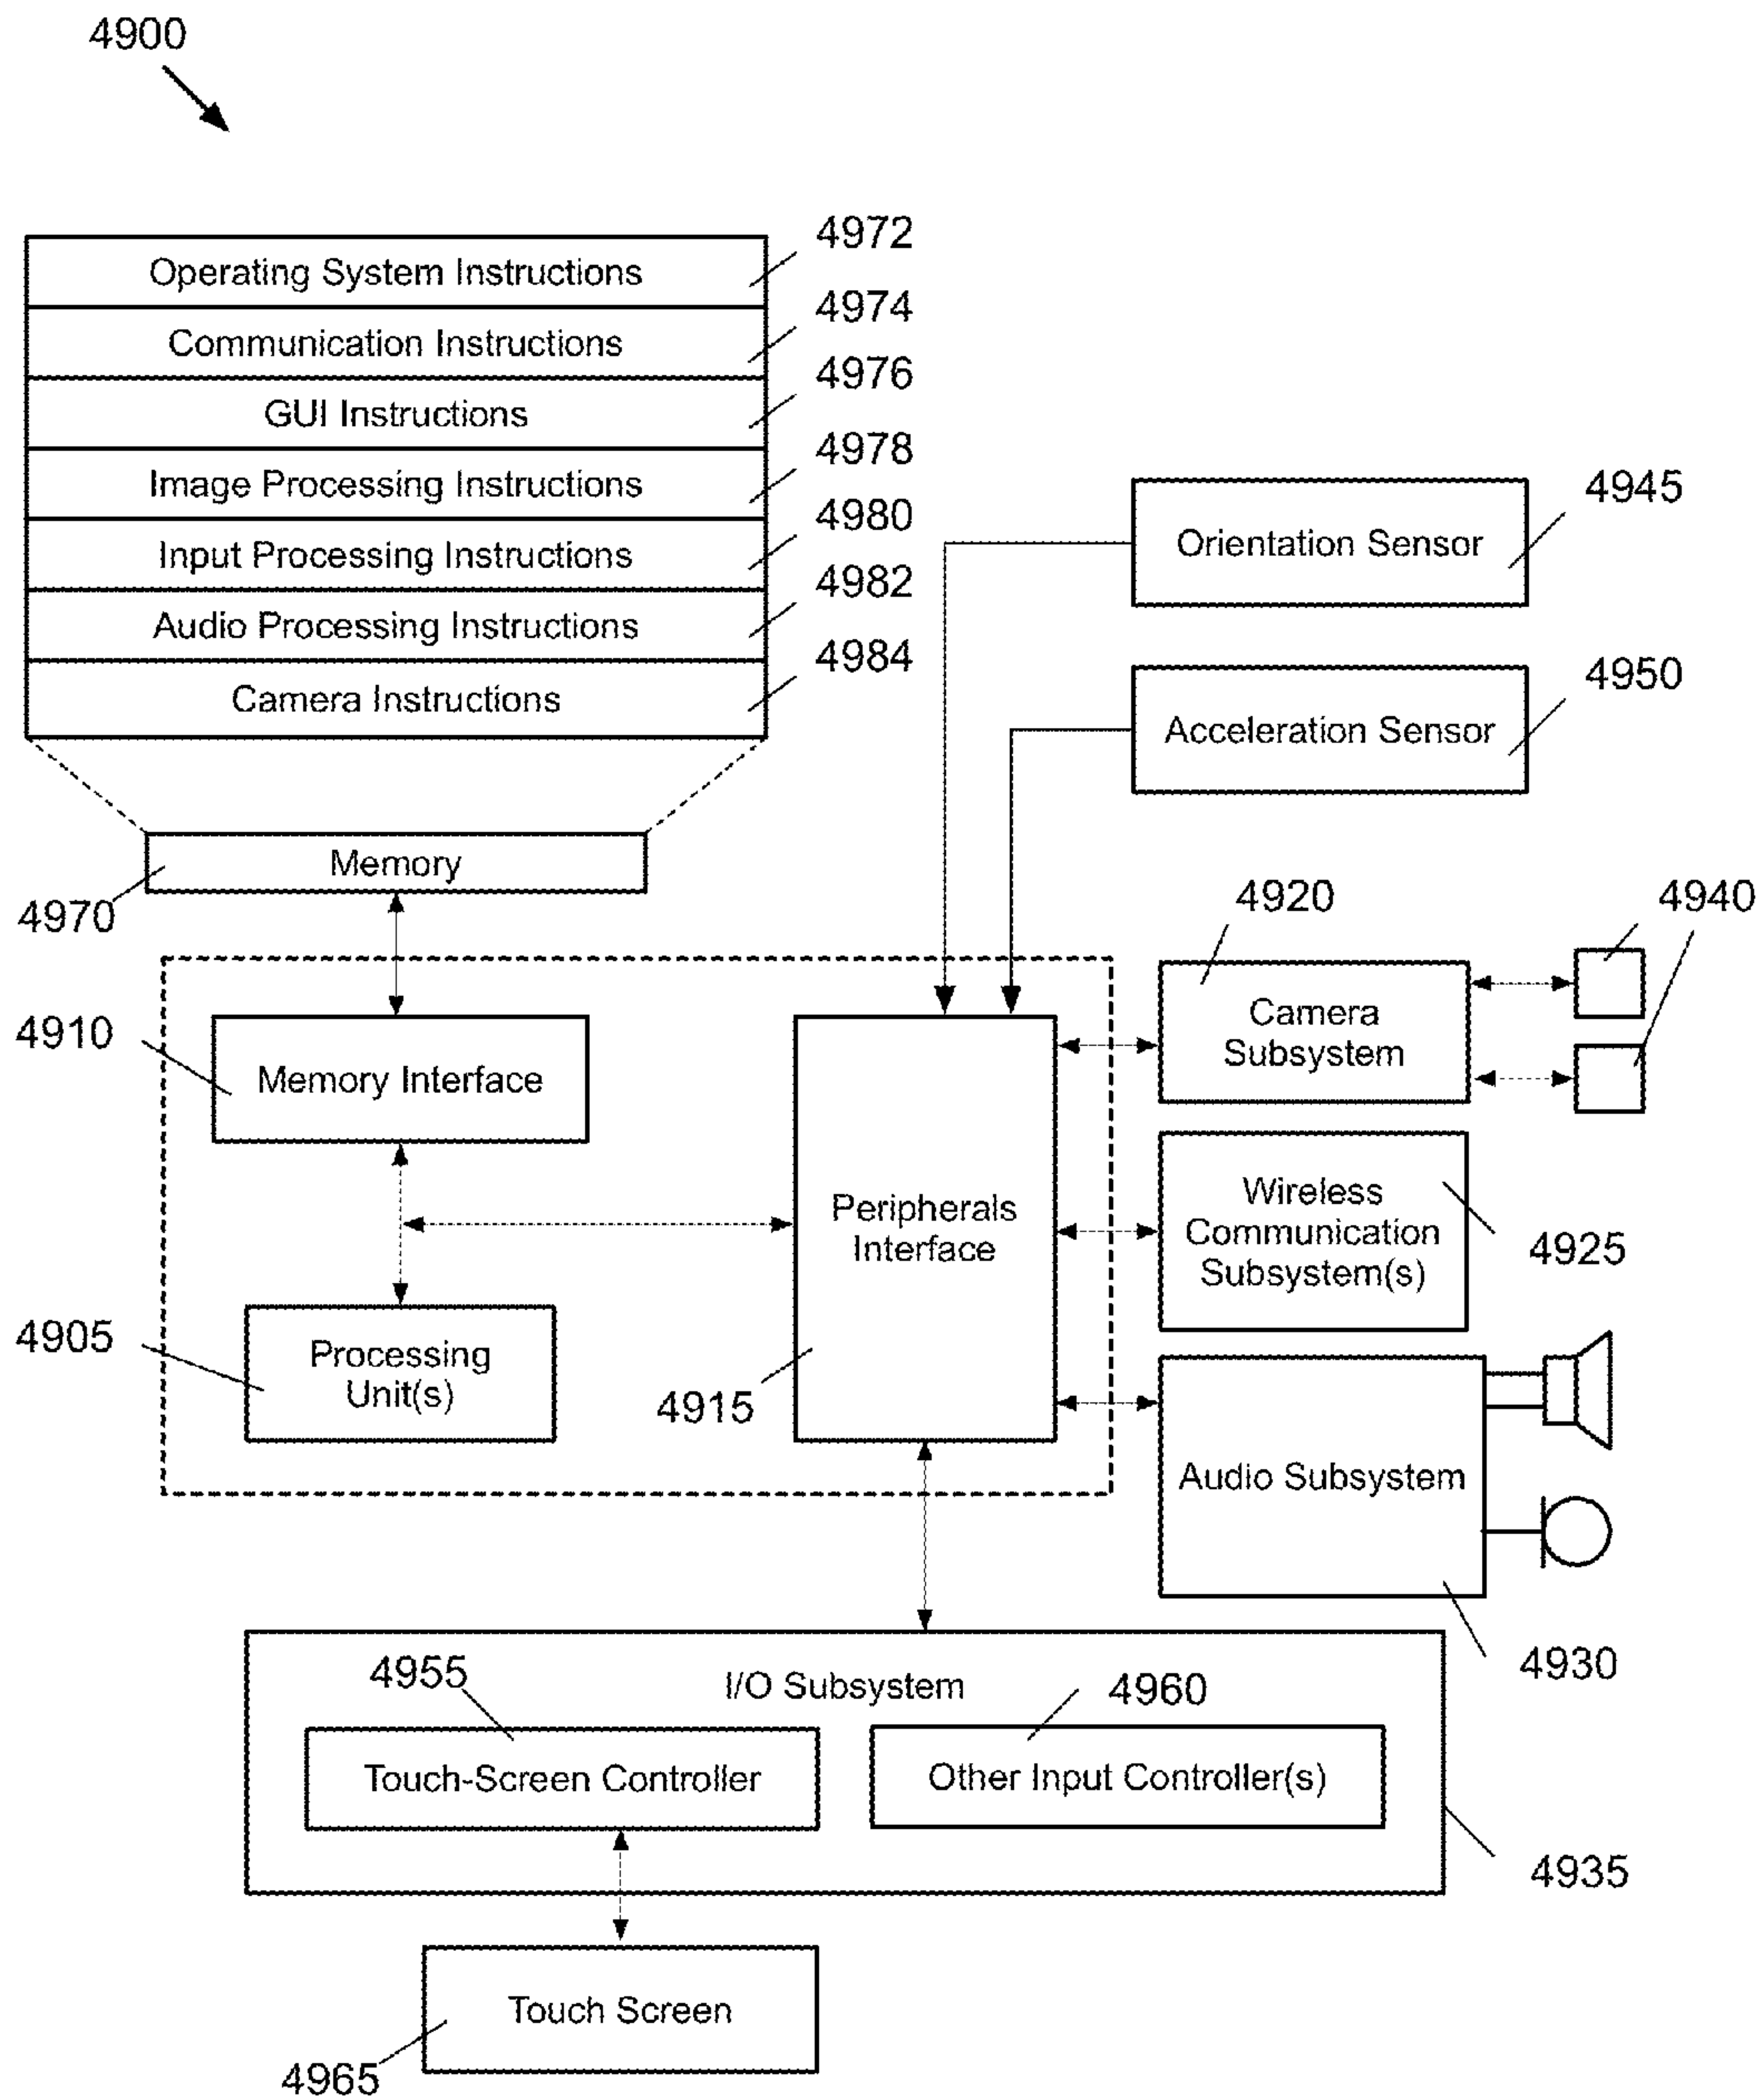 4900
4972
Operating System Instructions
4974
Communication Instructions
4976
GUI Instructions
4978
Image Processing Instructions
4980
Input Processing Instructions
4982
Audio Processing Instructions
4984
Camera Instructions
4945
Orientation Sensor
4950
Acceleration Sensor
Memory
4970
4920
4940
Camera
Subsystem
4910
Memory Interface
Peripherals
Interface
4915
Wireless
Communication
Subsystem(s)
4925
4905
Processing
Unit(s)
Audio Subsystem
4930
I/O Subsystem
4955
Touch-Screen Controller
4960
Other Input Controller(s)
4935
Touch Screen
4965